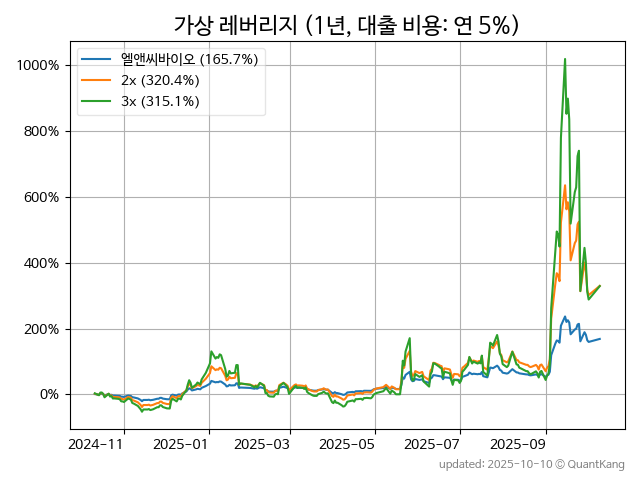 가상 레버리지 (1년, 대출 비용: 연 5%)
엘앤씨바이오 (165.7%)
2x (320.4%)
3x (315.1%)
1000%
800%
600%
400%
200%
0%
2024-11 2025-01 2025-03 2025-05 2025-07 2025-09
updated: 2025-10-10 © QuantKang